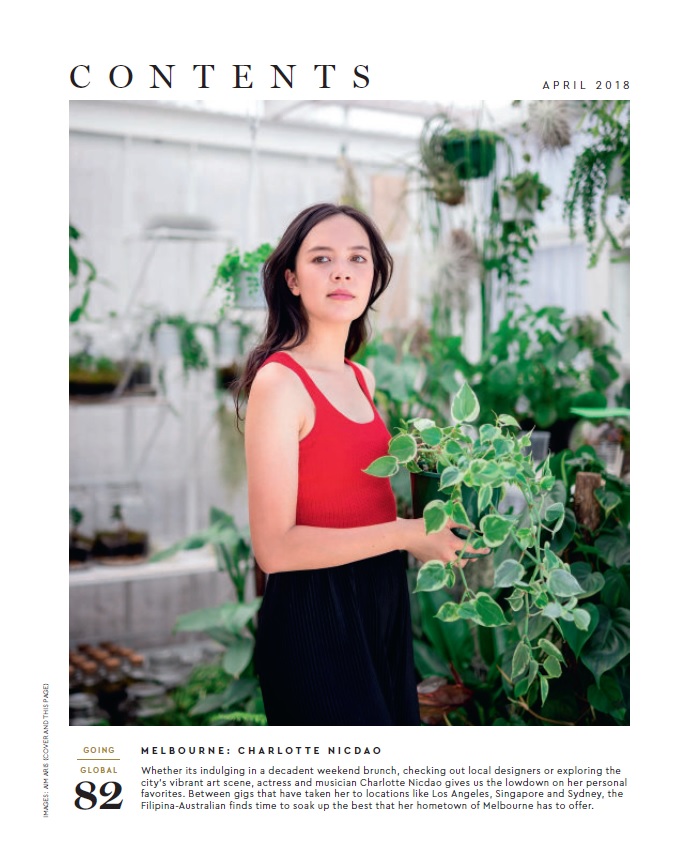 CONTENTS
APRIL 2018
GOING
GLOBAL
82
MELBOURNE: CHARLOTTE NICDAO
Whether its indulging in a decadent weekend brunch, checking out local designers or exploring the
city's vibrant art scene, actress and musician Charlotte Nicdao gives us the lowdown on her personal
favorites. Between gigs that have taken her to locations like Los Angeles, Singapore and Sydney, the
Filipina-Australian finds time to soak up the best that her hometown of Melbourne has to offer.
IMAGES: AIM ARB (COVER AND THIS PAGE)